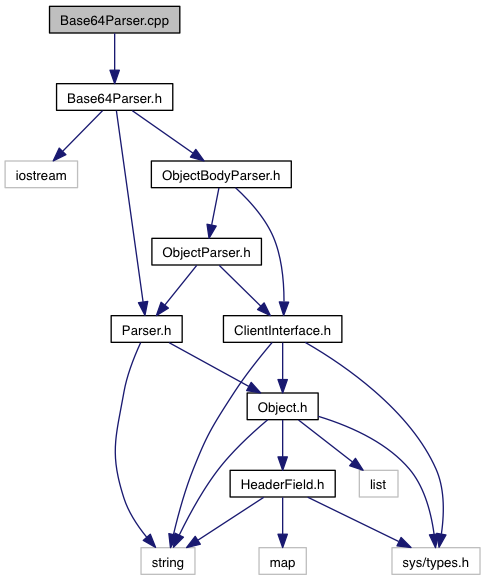 Base64Parser.cpp
Base64Parser.h
iostream
ObjectBodyParser.h
ObjectParser.h
Parser.h
ClientInterface.h
Object.h
HeaderField.h
list
string
map
sys/types.h